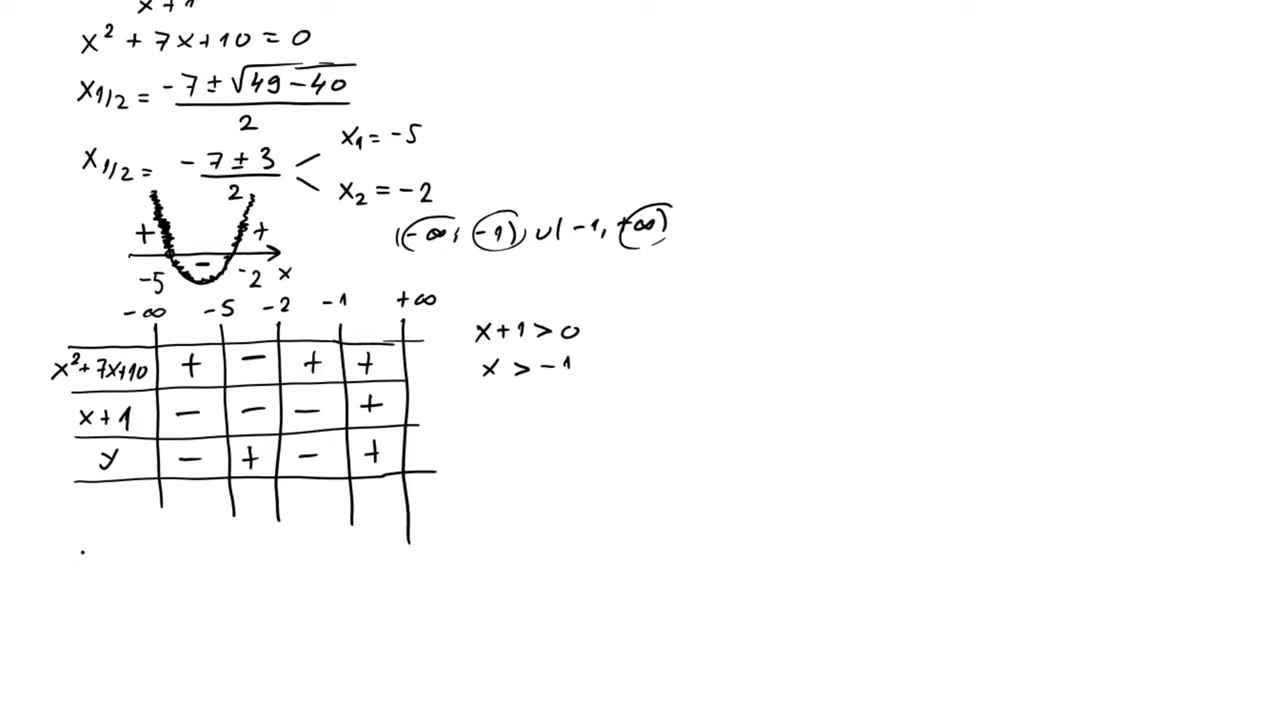 x+1
x² + 7x+10 = 0
x1/2 = (-7 ± √(49-40)) / 2
x1/2 = (-7 ± 3) / 2
x1 = -5
x2 = -2
(-∞, -1) ∪ (-1, +∞)
+ - +
-5 -2 x
-∞ -5 -2 -1 +∞
x²+7x+10 + - + +
x+1 - - - +
y - + - +
x+1 > 0
x > -1